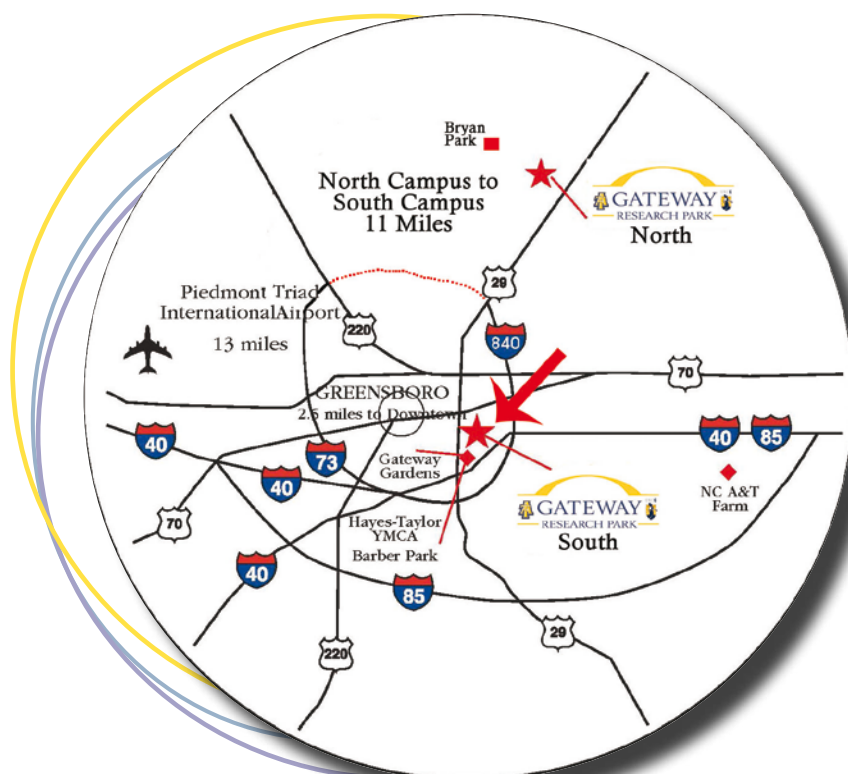 Bryan
Park
North Campus to
South Campus
11 Miles
GATEWAY
RESEARCH PARK
North
29
Piedmont Triad
InternationalAirport
13 miles
220
840
70
GREENSBORO
2.5 miles to Downtown
40
73
40
85
Gateway
Gardens
40
NC A&T
Farm
GATEWAY
RESEARCH PARK
South
70
Hayes-Taylor
YMCA
Barber Park
40
85
29
220